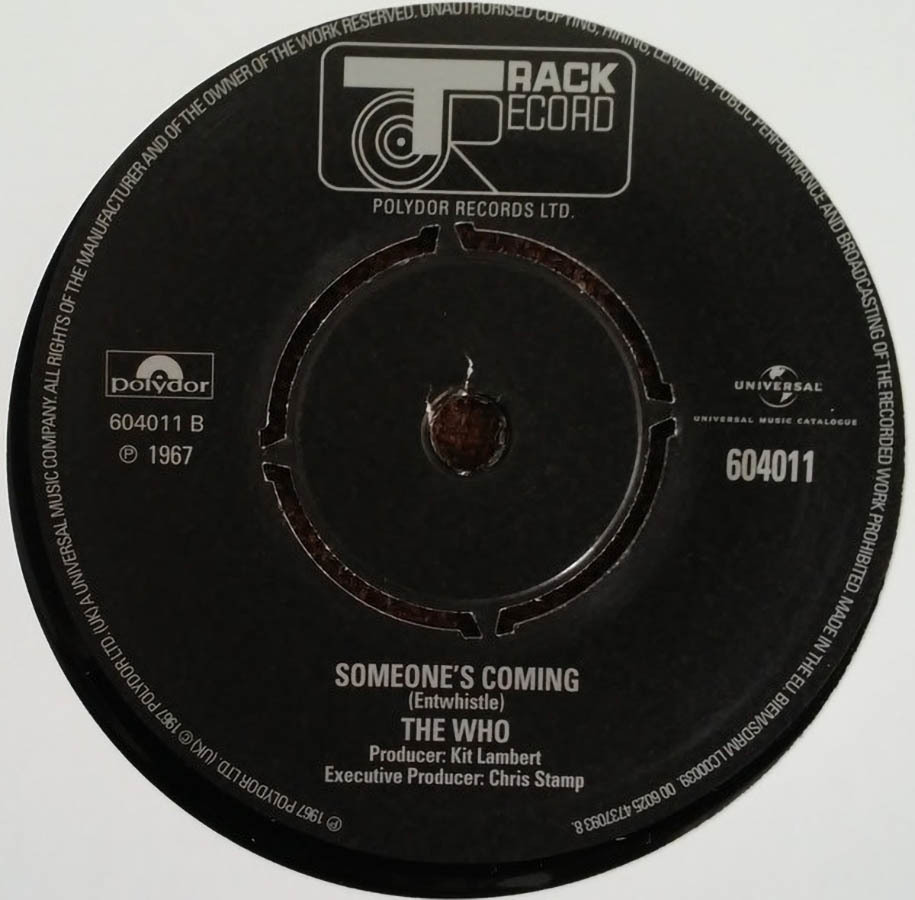 TRACK
RECORD
POLYDOR RECORDS LTD.
polydor
604011 B
℗ 1967
UNIVERSAL
UNIVERSAL MUSIC CATALOGUE
604011
SOMEONE'S COMING
(Entwhistle)
THE WHO
Producer: Kit Lambert
Executive Producer: Chris Stamp
℗ 1967 POLYDOR LTD. (UK) © 1967 POLYDOR LTD. (UK) A UNIVERSAL MUSIC COMPANY. ALL RIGHTS OF THE MANUFACTURER AND OF THE OWNER OF THE WORK RESERVED. UNAUTHORISED COPYING, HIRING, LENDING, PUBLIC PERFORMANCE AND BROADCASTING OF THE RECORDED WORK PROHIBITED. MADE IN THE EU. BIEM/SDRM LC00039. 00 6025 4737093 8.